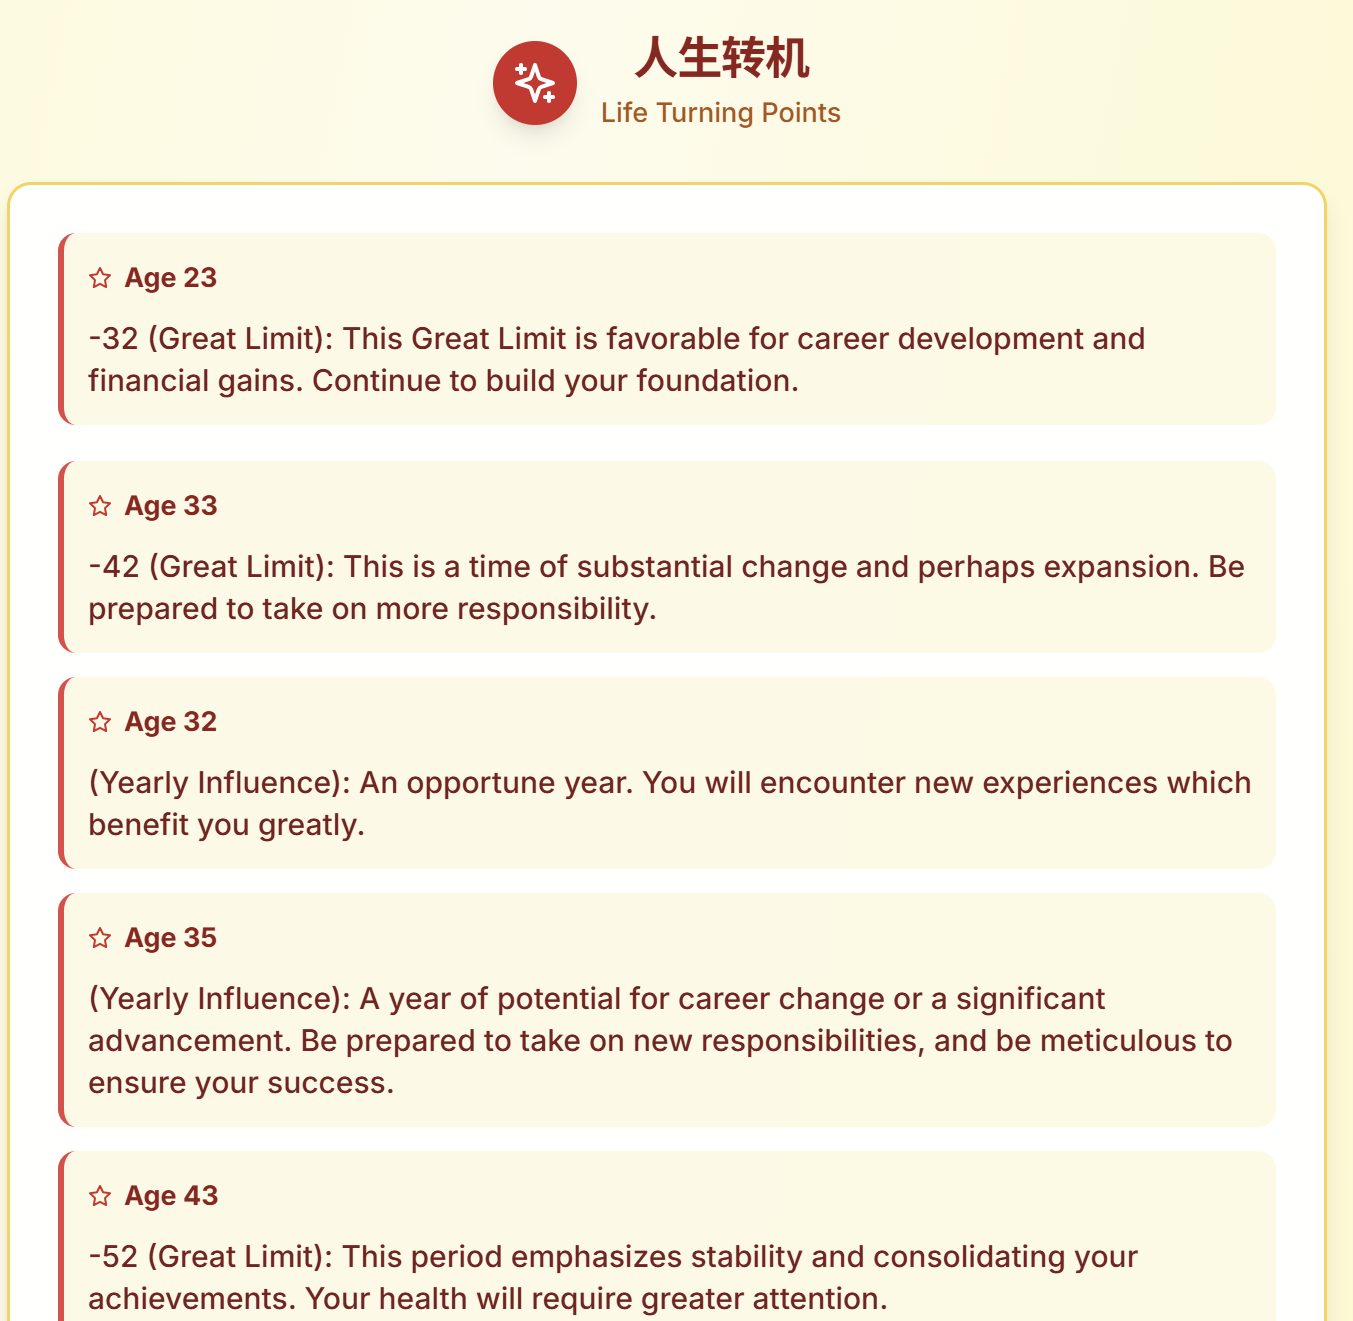 人生转机
Life Turning Points
Age 23
-32 (Great Limit): This Great Limit is favorable for career development and
financial gains. Continue to build your foundation.
Age 33
-42 (Great Limit): This is a time of substantial change and perhaps expansion. Be
prepared to take on more responsibility.
Age 32
(Yearly Influence): An opportune year. You will encounter new experiences which
benefit you greatly.
Age 35
(Yearly Influence): A year of potential for career change or a significant
advancement. Be prepared to take on new responsibilities, and be meticulous to
ensure your success.
Age 43
-52 (Great Limit): This period emphasizes stability and consolidating your
achievements. Your health will require greater attention.